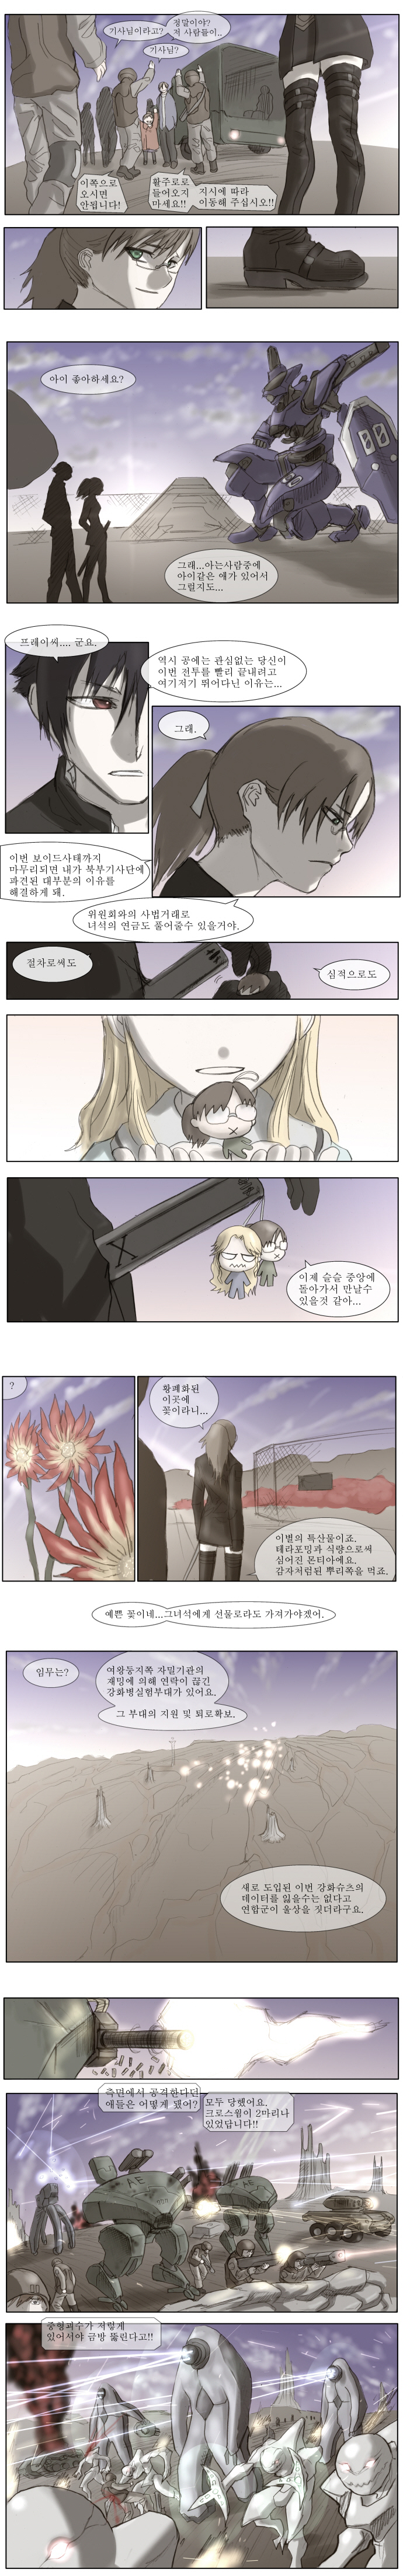 기사님이라고?
정말이야?
저 사람들이..
기사님?
이쪽으로
오시면
안됩니다!
활주로로
들어오지
마세요!!
지시에 따라
이동해 주십시오!!
아이 좋아하세요?
00
그래...아는사람중에
아이같은 애가 있어서
그럴지도...
프레이씨.... 군요.
역시 공에는 관심없는 당신이
이번 전투를 빨리 끝내려고
여기저기 뛰어다닌 이유는...
그래.
이번 보이드사태까지
마무리되면 내가 북부기사단에
파견된 대부분의 이유를
해결하게 돼.
위원회와의 사법거래로
녀석의 연금도 풀어줄수 있을거야.
절차로써도
심적으로도
이제 슬슬 중앙에
돌아가서 만날수
있을것 같아...
?
황폐화된
이곳에
꽃이라니...
이별의 특산물이죠.
테라포밍과 식량으로써
심어진 몬티아에요.
감자처럼된 뿌리쪽을 먹죠.
예쁜 꽃이네...그녀석에게 선물로라도 가져가야겠어.
임무는?
여왕둥지쪽 자밀기관의
재밍에 의해 연락이 끊긴
강화병실험부대가 있어요.
그 부대의 지원 및 퇴로확보.
새로 도입된 이번 강화슈츠의
데이터를 잃을수는 없다고
연합군이 울상을 짓더라구요.
측면에서 공격한다던
애들은 어떻게 됐어?
모두 당했어요.
크로스웜이 2마리나
있었답니다!!
AE
AE
중형괴수가 저렇게
있어서야 금방 뚫린다고!!